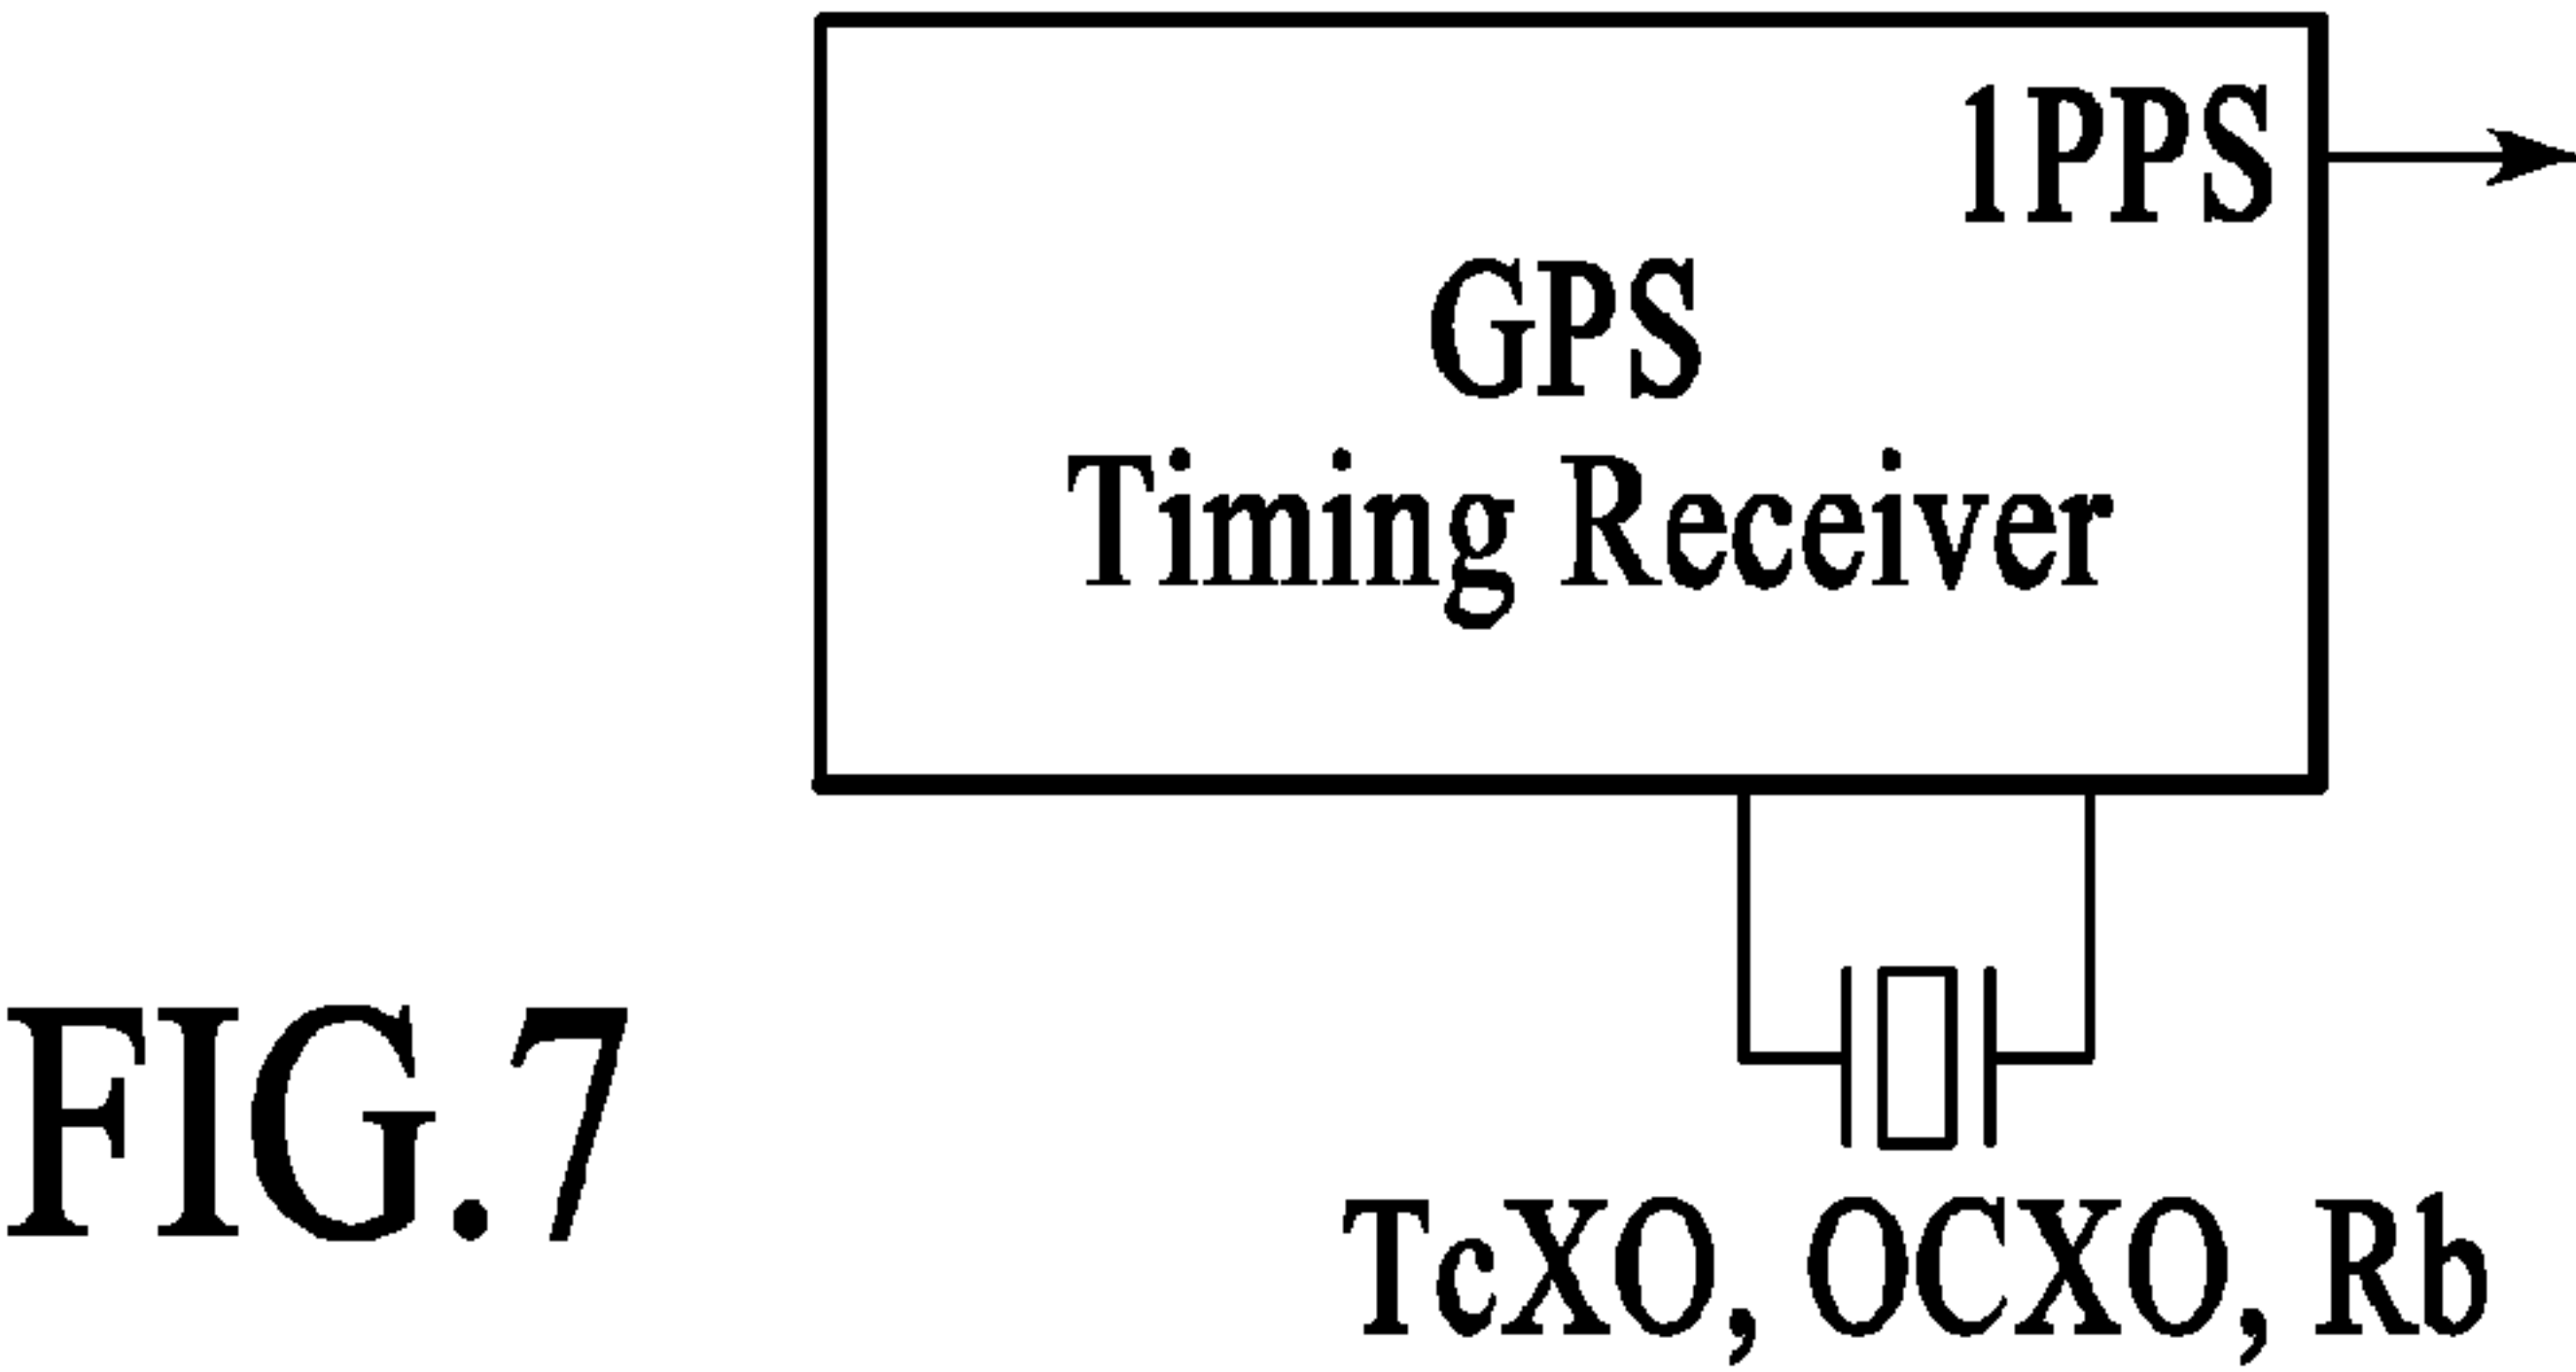 1PPS
GPS
Timing Receiver
FIG.7
TcXO, OCXO, Rb